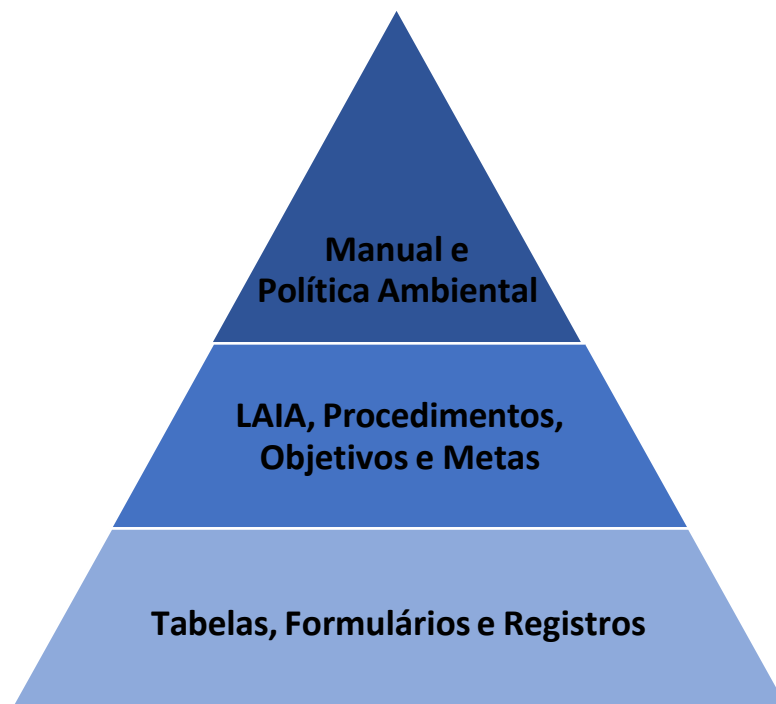 Manual e
Política Ambiental
LAIA, Procedimentos,
Objetivos e Metas
Tabelas, Formulários e Registros